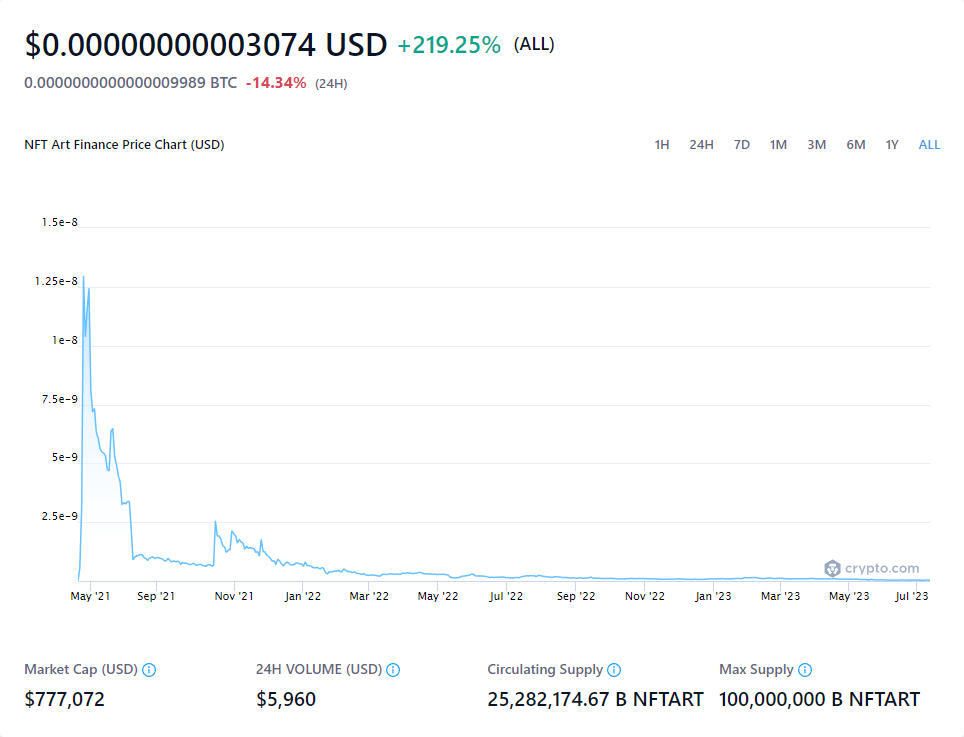 $0.00000000003074 USD +219.25% (ALL)
0.0000000000000009989 BTC -14.34% (24H)
NFT Art Finance Price Chart (USD) 1H 24H 7D 1M 3M 6M 1Y ALL
1.5e-8
1.25e-8
1e-8
7.5e-9
5e-9
2.5e-9
crypto.com
May '21 Sep '21 Nov '21 Jan '22 Mar '22 May '22 Jul '22 Sep '22 Nov '22 Jan '23 Mar '23 May '23 Jul '23
Market Cap (USD) 24H VOLUME (USD) Circulating Supply Max Supply
$777,072 $5,960 25,282,174.67 B NFTART 100,000,000 B NFTART